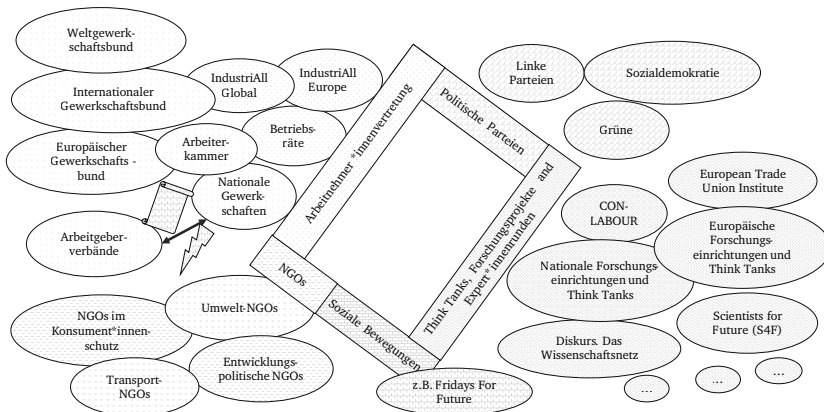 Weltgewerk-
schaftsbund
Internationaler
Gewerkschaftsbund
IndustriAll
Global
IndustriAll
Europe
Europäischer
Gewerkschafts -
bund
Arbeiter-
kammer
Betriebs-
räte
Nationale
Gewerk-
schaften
Arbeitgeber-
verbände
Arbeitnehmer *innenvertretung
Politische Parteien
Think Tanks, Forschungsprojekte and
Expert*innenrunden
NGOs
Soziale Bewegungen
Linke
Parteien
Sozialdemokratie
Grüne
European Trade
Union Institute
CON-
LABOUR
Europäische
Forschungs-
einrichtungen und
Think Tanks
Nationale Forschungs-
einrichtungen und
Think Tanks
Scientists for
Future (S4F)
Diskurs. Das
Wissenschaftsnetz
...
...
...
NGOs im
Konsument*innen-
schutz
Umwelt-NGOs
Entwicklungs-
politische NGOs
Transport-
NGOs
z.B. Fridays For
Future